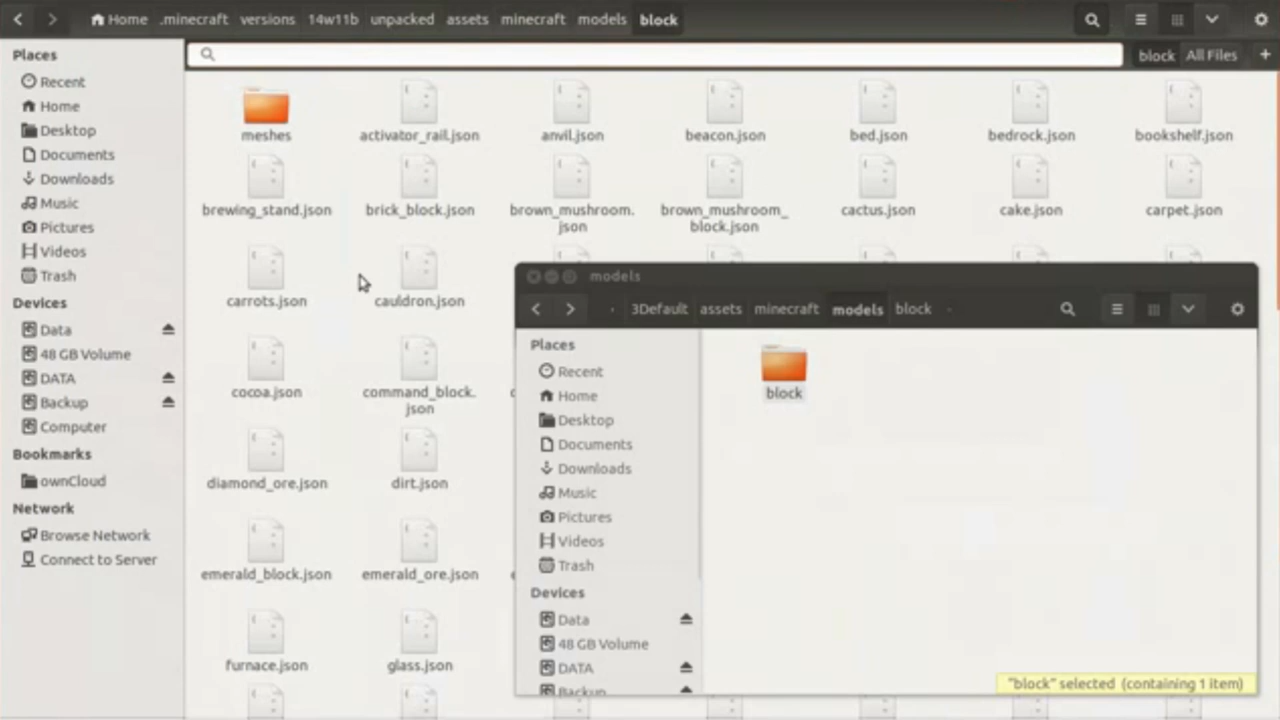 Home .minecraft versions 14w11b unpacked assets minecraft models block
block All Files +
Places
Recent
Home
Desktop
Documents
Downloads
Music
Pictures
Videos
Trash
Devices
Data
48 GB Volume
DATA
Backup
Computer
Bookmarks
ownCloud
Network
Browse Network
Connect to Server
meshes activator_rail.json anvil.json beacon.json bed.json bedrock.json bookshelf.json
brewing_stand.json brick_block.json brown_mushroom. brown_mushroom_ cactus.json cake.json carpet.json
json block.json
carrots.json cauldron.json
cocoa.json command_block.
json
diamond_ore.json dirt.json
emerald_block.json emerald_ore.json
furnace.json glass.json
models
3Default assets minecraft models block
Places
Recent
Home
Desktop
Documents
Downloads
Music
Pictures
Videos
Trash
Devices
Data
48 GB Volume
DATA
Backup
block
"block" selected (containing 1 item)